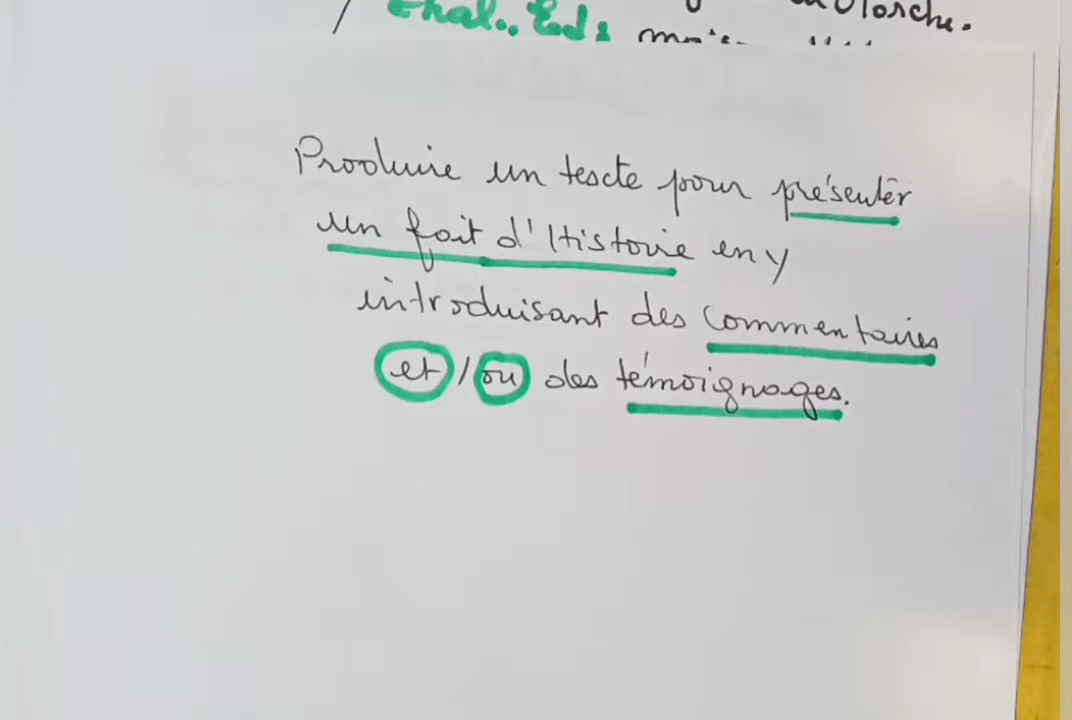 Produire un texte pour présenter
un fait d'Histoire en y
introduisant des commentaires
et / ou des témoignages.